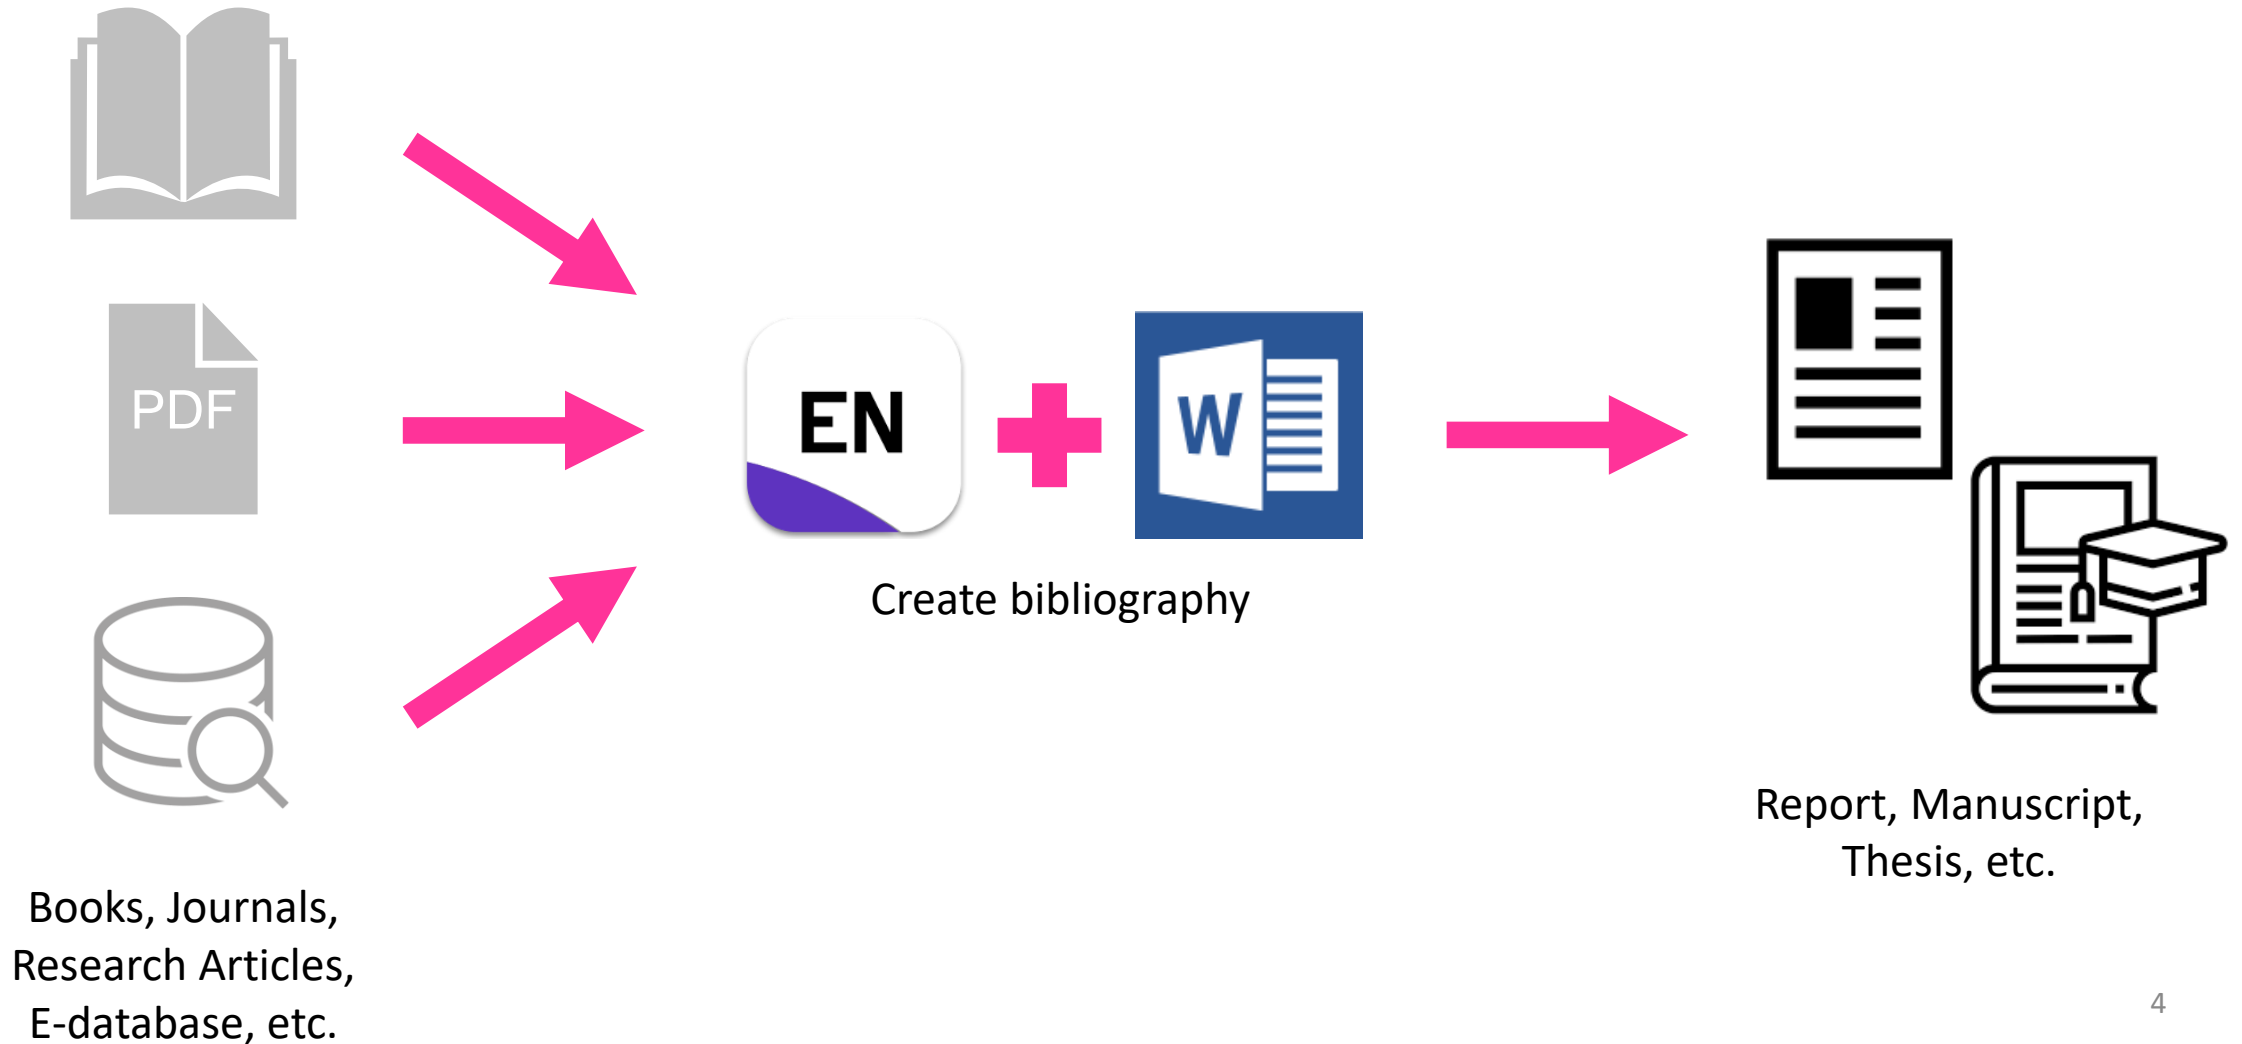 PDF
EN
W
Create bibliography
Books, Journals,
Research Articles,
E-database, etc.
Report, Manuscript,
Thesis, etc.
4